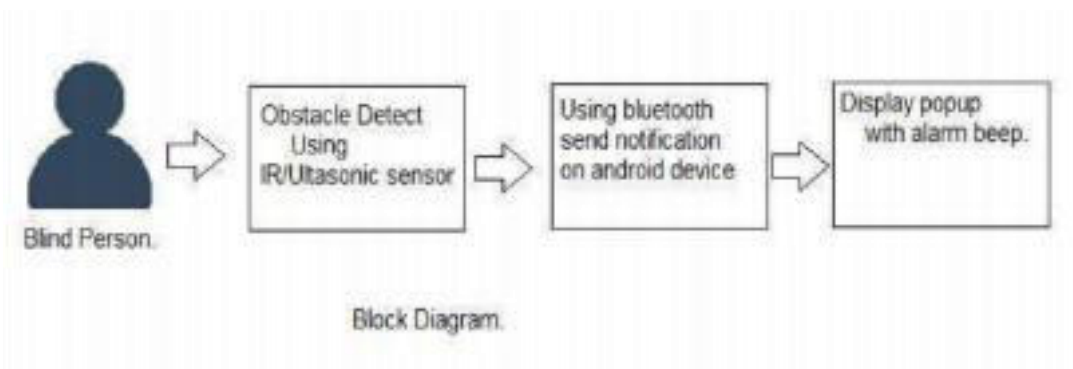 Blind Person.
Obstacle Detect
Using
IR/Ultasonic sensor
Using bluetooth
send notification
on android device
Display popup
with alarm beep.
Block Diagram.